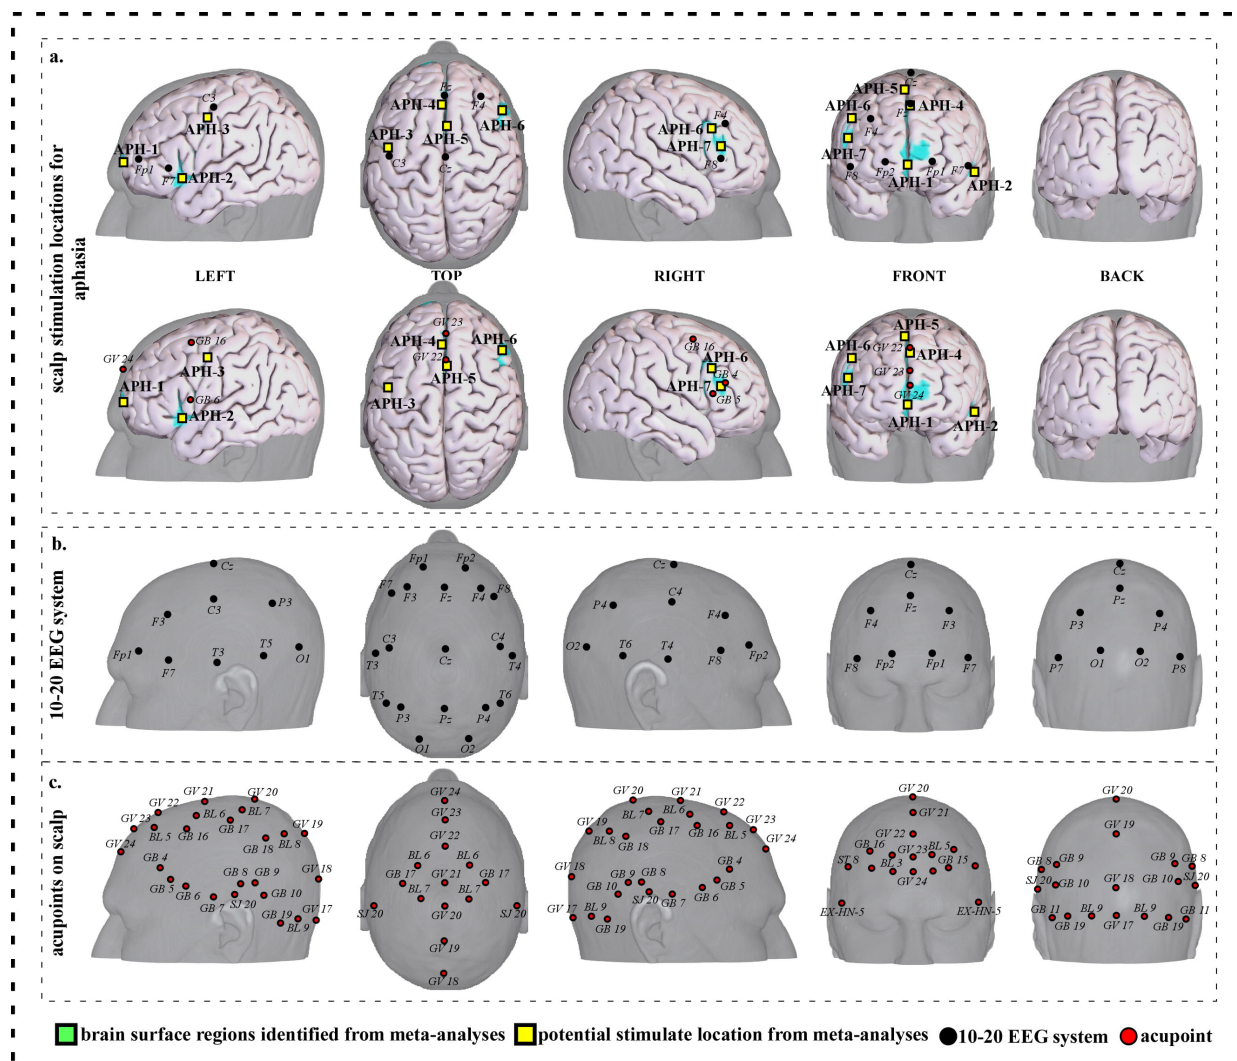 a.
scalp stimulation locations for
aphasia
C3
APH-3
APH-1
Fp1
F7
APH-2
Fz
APH-4
F4
APH-3
APH-6
APH-5
C3
Cz
F4
APH-6
APH-7
F8
Cz
APH-5
APH-6
APH-4
Fz
F4
APH-7
F8
Fp2
Fp1
F7
APH-1
APH-2
LEFT
TOP
RIGHT
FRONT
BACK
GB 16
GV 24
APH-3
APH-1
GB 6
APH-2
GV 23
APH-4
APH-6
GV 22
APH-5
APH-3
GB 16
APH-6
GB 4
APH-7
GB 5
APH-5
APH-6
GV 22
APH-4
GV 23
APH-7
GV 24
APH-1
APH-2
b.
10-20 EEG system
Cz
C3
P3
F3
Fp1
F7
T3
T5
O1
Fp1
Fp2
F7
F3
Fz
F4
F8
C3
C4
T3
Cz
T4
T5
T6
P3
Pz
P4
O1
O2
Cz
C4
P4
F4
O2
T6
T4
F8
Fp2
Cz
Fz
F4
F3
F8
Fp2
Fp1
F7
Cz
Pz
P3
P4
P7
O1
O2
P8
c.
acupoints on scalp
GV 21
GV 20
GV 22
BL 6
BL 7
GV 23
BL 5
GB 16
GB 17
GV 19
GV 24
GB 18
BL 8
GB 4
GB 5
GB 6
GB 8
GB 9
GV 18
GB 7
SJ 20
GB 10
GB 19
GV 17
BL 9
GV 24
GV 23
GV 22
BL 6
BL 6
GB 17
GV 21
GB 17
BL 7
BL 7
SJ 20
GV 20
SJ 20
GV 19
GV 18
GV 20
GV 21
BL 7
BL 6
GV 22
GV 19
BL 8
GB 17
GB 16
BL 5
GV 23
GB 18
GV 24
GV 18
GB 9
GB 8
GB 4
GB 10
GB 5
SJ 20
GB 7
GB 6
GV 17
BL 9
GB 19
GV 20
GV 21
GV 22
GB 16
GV 23
BL 5
ST 8
BL 3
GB 15
GV 24
EX-HN-5
EX-HN-5
GV 20
GV 19
GB 8
GB 9
GB 9
GB 8
SJ 20
GB 10
GV 18
GB 10
SJ 20
GB 11
BL 9
BL 9
GB 11
GB 19
GV 17
GB 19
brain surface regions identified from meta-analyses
potential stimulate location from meta-analyses
10-20 EEG system
acupoint